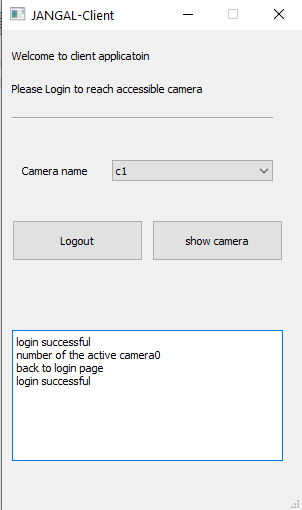 JANGAL-Client
Welcome to client applicatoin
Please Login to reach accessible camera
Camera name
c1
Logout
show camera
login successful
number of the active camera0
back to login page
login successful